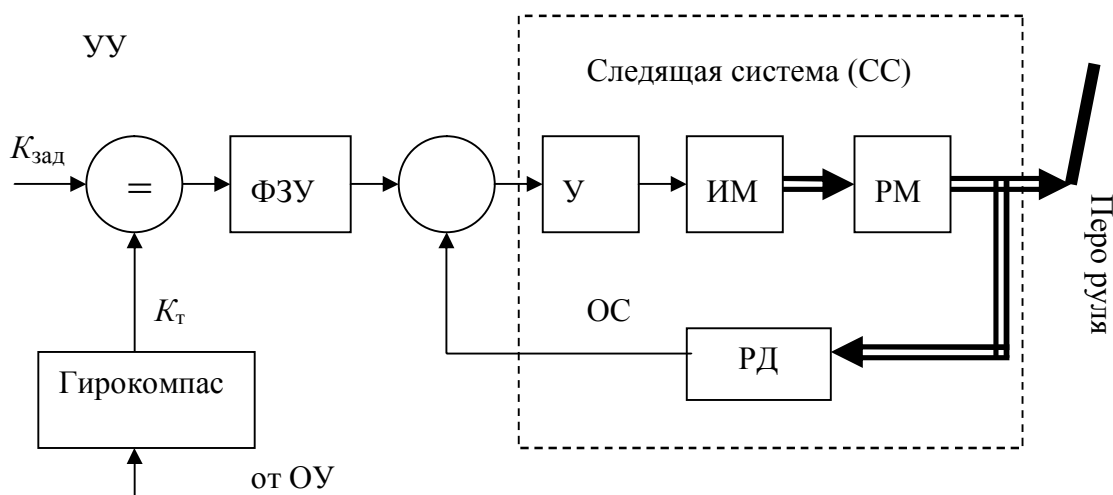 УУ
Следящая система (СС)
Kзад
=
ФЗУ
У
ИМ
РМ
Перо руля
Kт
ОС
РД
Гирокомпас
от ОУ